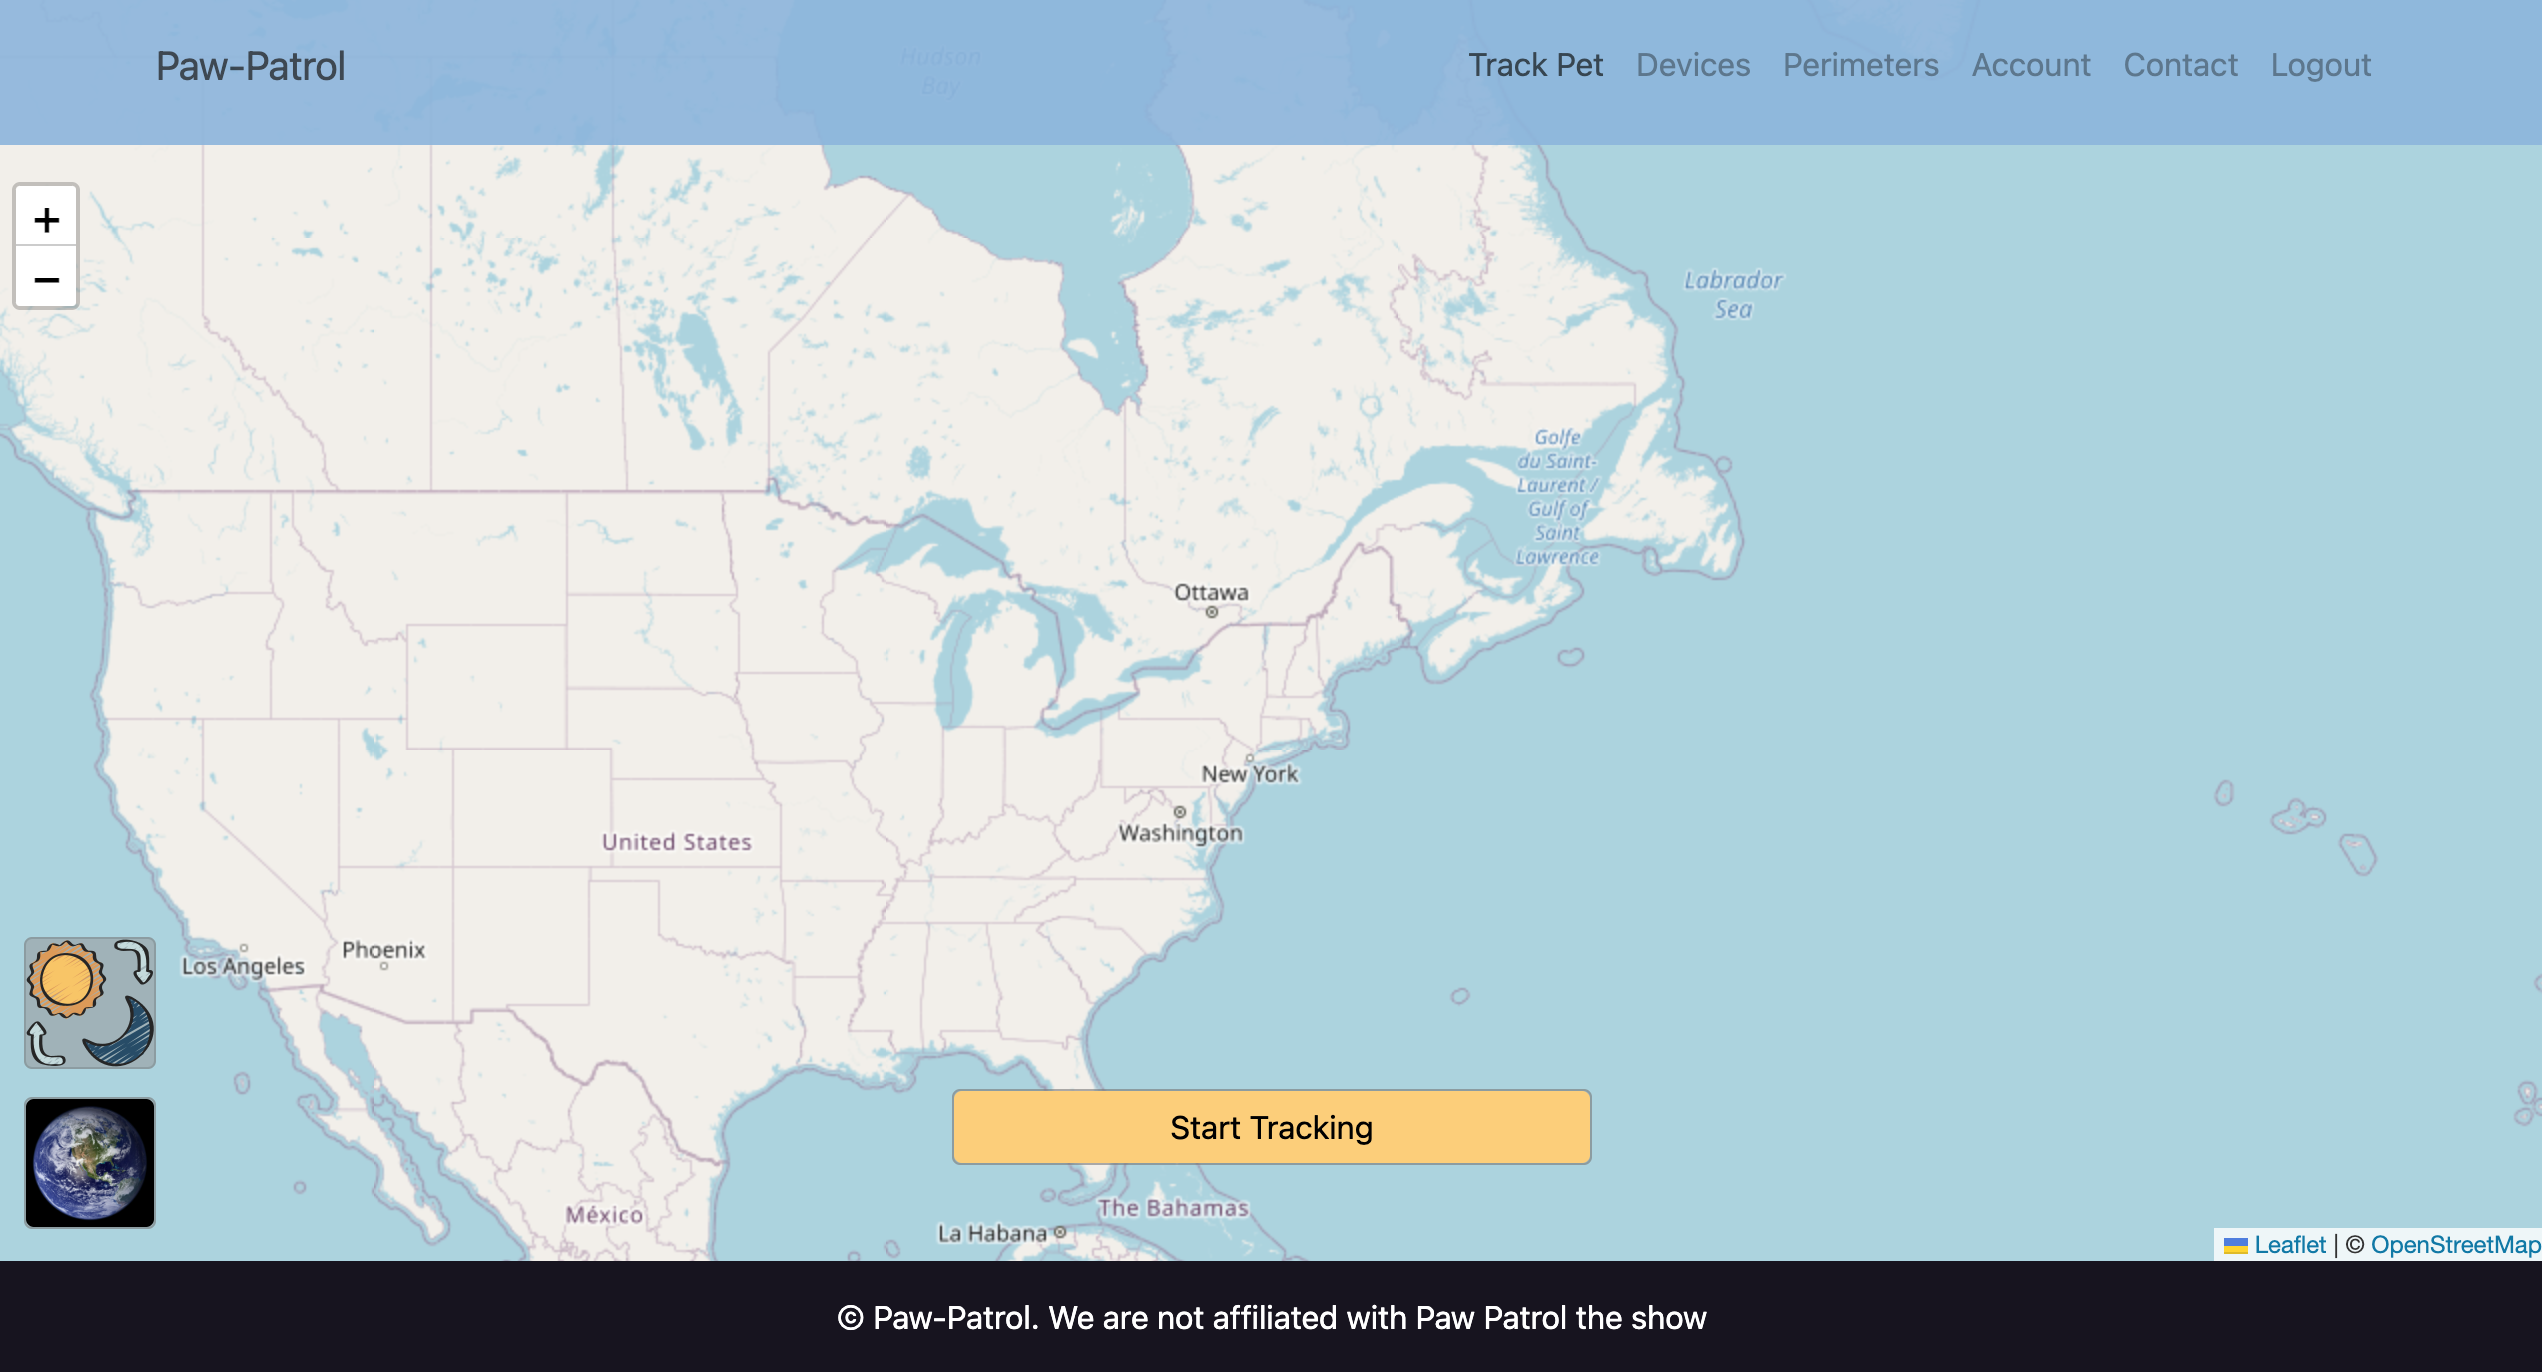 Paw-Patrol
Track Pet Devices Perimeters Account Contact Logout
Hudson
Bay
+
−
Labrador
Sea
Golfe
du Saint-
Laurent /
Gulf of
Saint
Lawrence
Ottawa
New York
Washington
United States
Phoenix
Los Angeles
Start Tracking
México
The Bahamas
La Habana
Leaflet | © OpenStreetMap
© Paw-Patrol. We are not affiliated with Paw Patrol the show